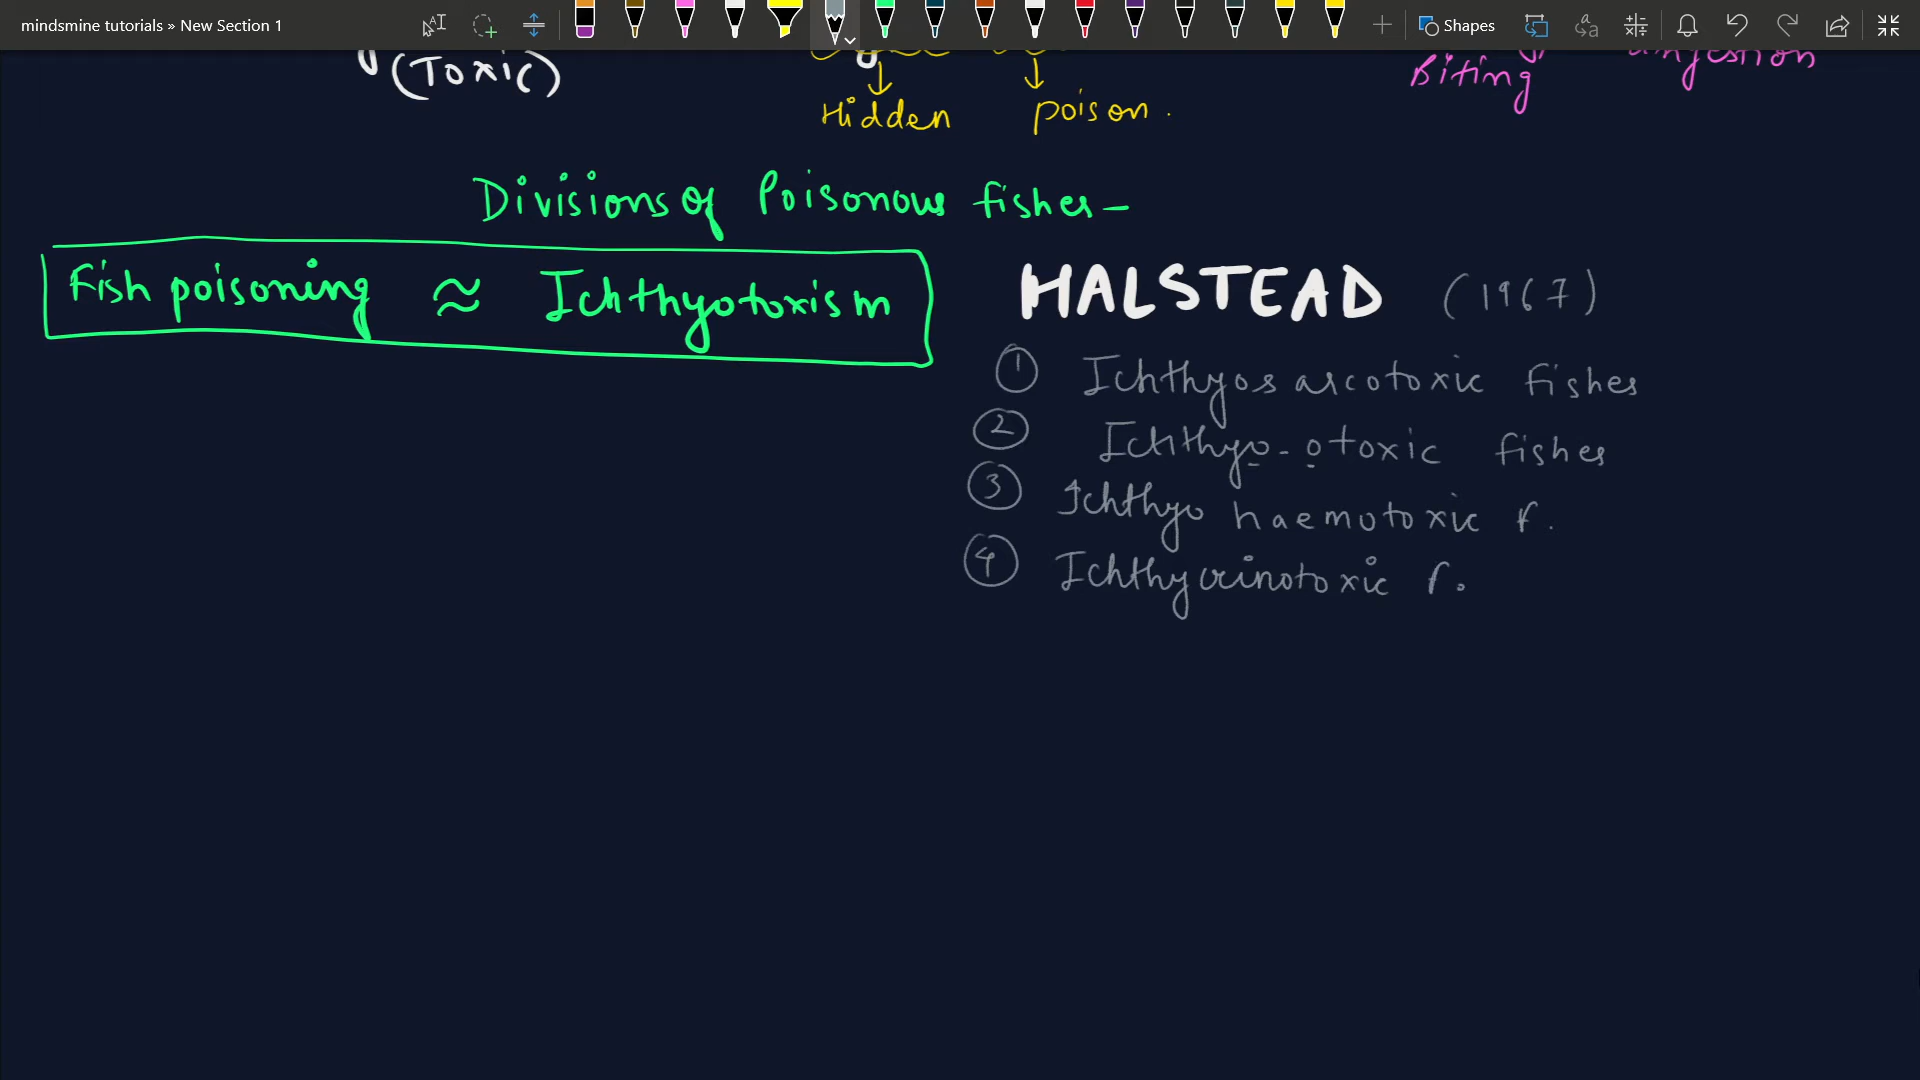 mindsmine tutorials » New Section 1
Shapes
(Toxic)
Hidden
poison.
Biting
Divisions of Poisonous fishes-
Fish poisoning ≈ Ichthyotoxism
HALSTEAD (1967)
① Ichthyosarcotoxic fishes
② Ichthyo-otoxic fishes
③ Ichthyo haemotoxic f.
④ Ichthycrinotoxic f.